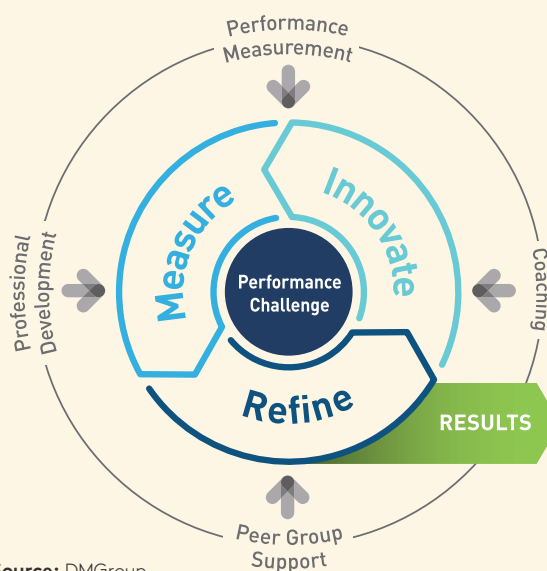 Performance
Measurement
Innovate
Measure
Performance
Challenge
Professional
Development
Coaching
Refine
RESULTS
Peer Group
Support
Source: DMGroup